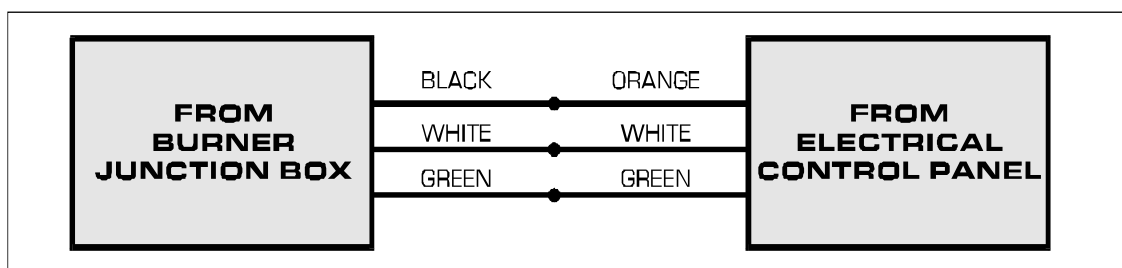 FROM
BURNER
JUNCTION BOX
BLACK
ORANGE
WHITE
WHITE
GREEN
GREEN
FROM
ELECTRICAL
CONTROL PANEL